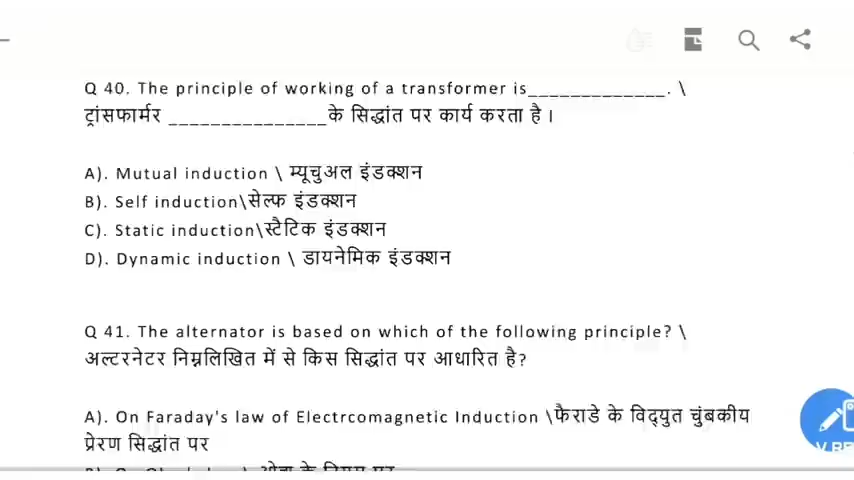 Q 40. The principle of working of a transformer is_____________. \
ट्रांसफार्मर _______________के सिद्धांत पर कार्य करता है ।
A). Mutual induction \ म्यूचुअल इंडक्शन
B). Self induction\सेल्फ इंडक्शन
C). Static induction\स्टैटिक इंडक्शन
D). Dynamic induction \ डायनेमिक इंडक्शन
Q 41. The alternator is based on which of the following principle? \
अल्टरनेटर निम्नलिखित में से किस सिद्धांत पर आधारित है?
A). On Faraday's law of Electrcomagnetic Induction \फैराडे के विद्युत चुंबकीय
प्रेरण सिद्धांत पर